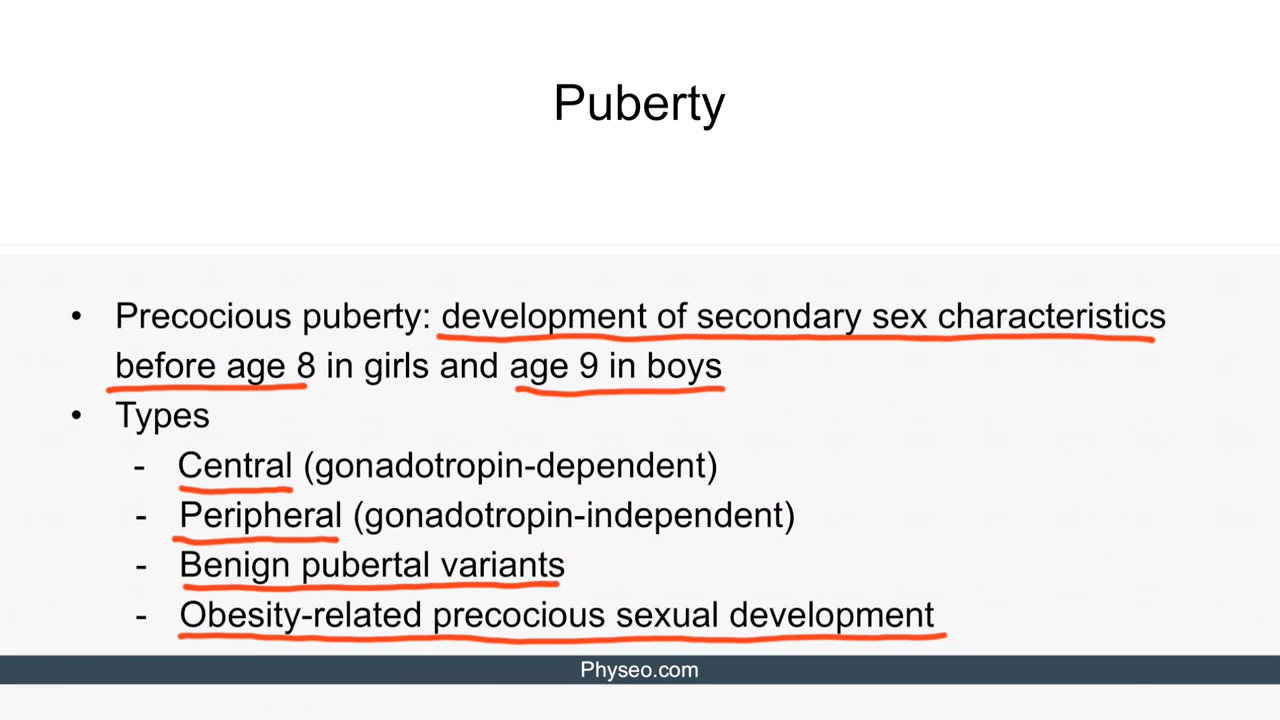 Puberty
• Precocious puberty: development of secondary sex characteristics
before age 8 in girls and age 9 in boys
• Types
- Central (gonadotropin-dependent)
- Peripheral (gonadotropin-independent)
- Benign pubertal variants
- Obesity-related precocious sexual development
Physeo.com